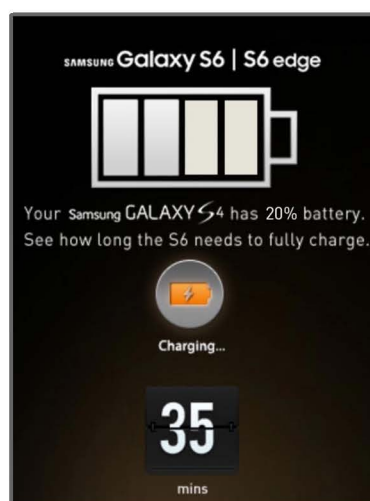 SAMSUNG Galaxy S6 | S6 edge
Your Samsung GALAXY S4 has 20% battery.
See how long the S6 needs to fully charge.
Charging...
35
mins